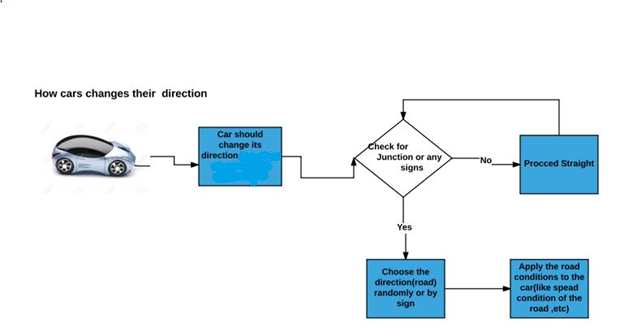 How cars changes their direction
Car should
change its
direction
Check for
Junction or any
signs
No
Procced Straight
Yes
Choose the
direction(road)
randomly or by
sign
Apply the road
conditions to the
car(like spead
condition of the
road ,etc)